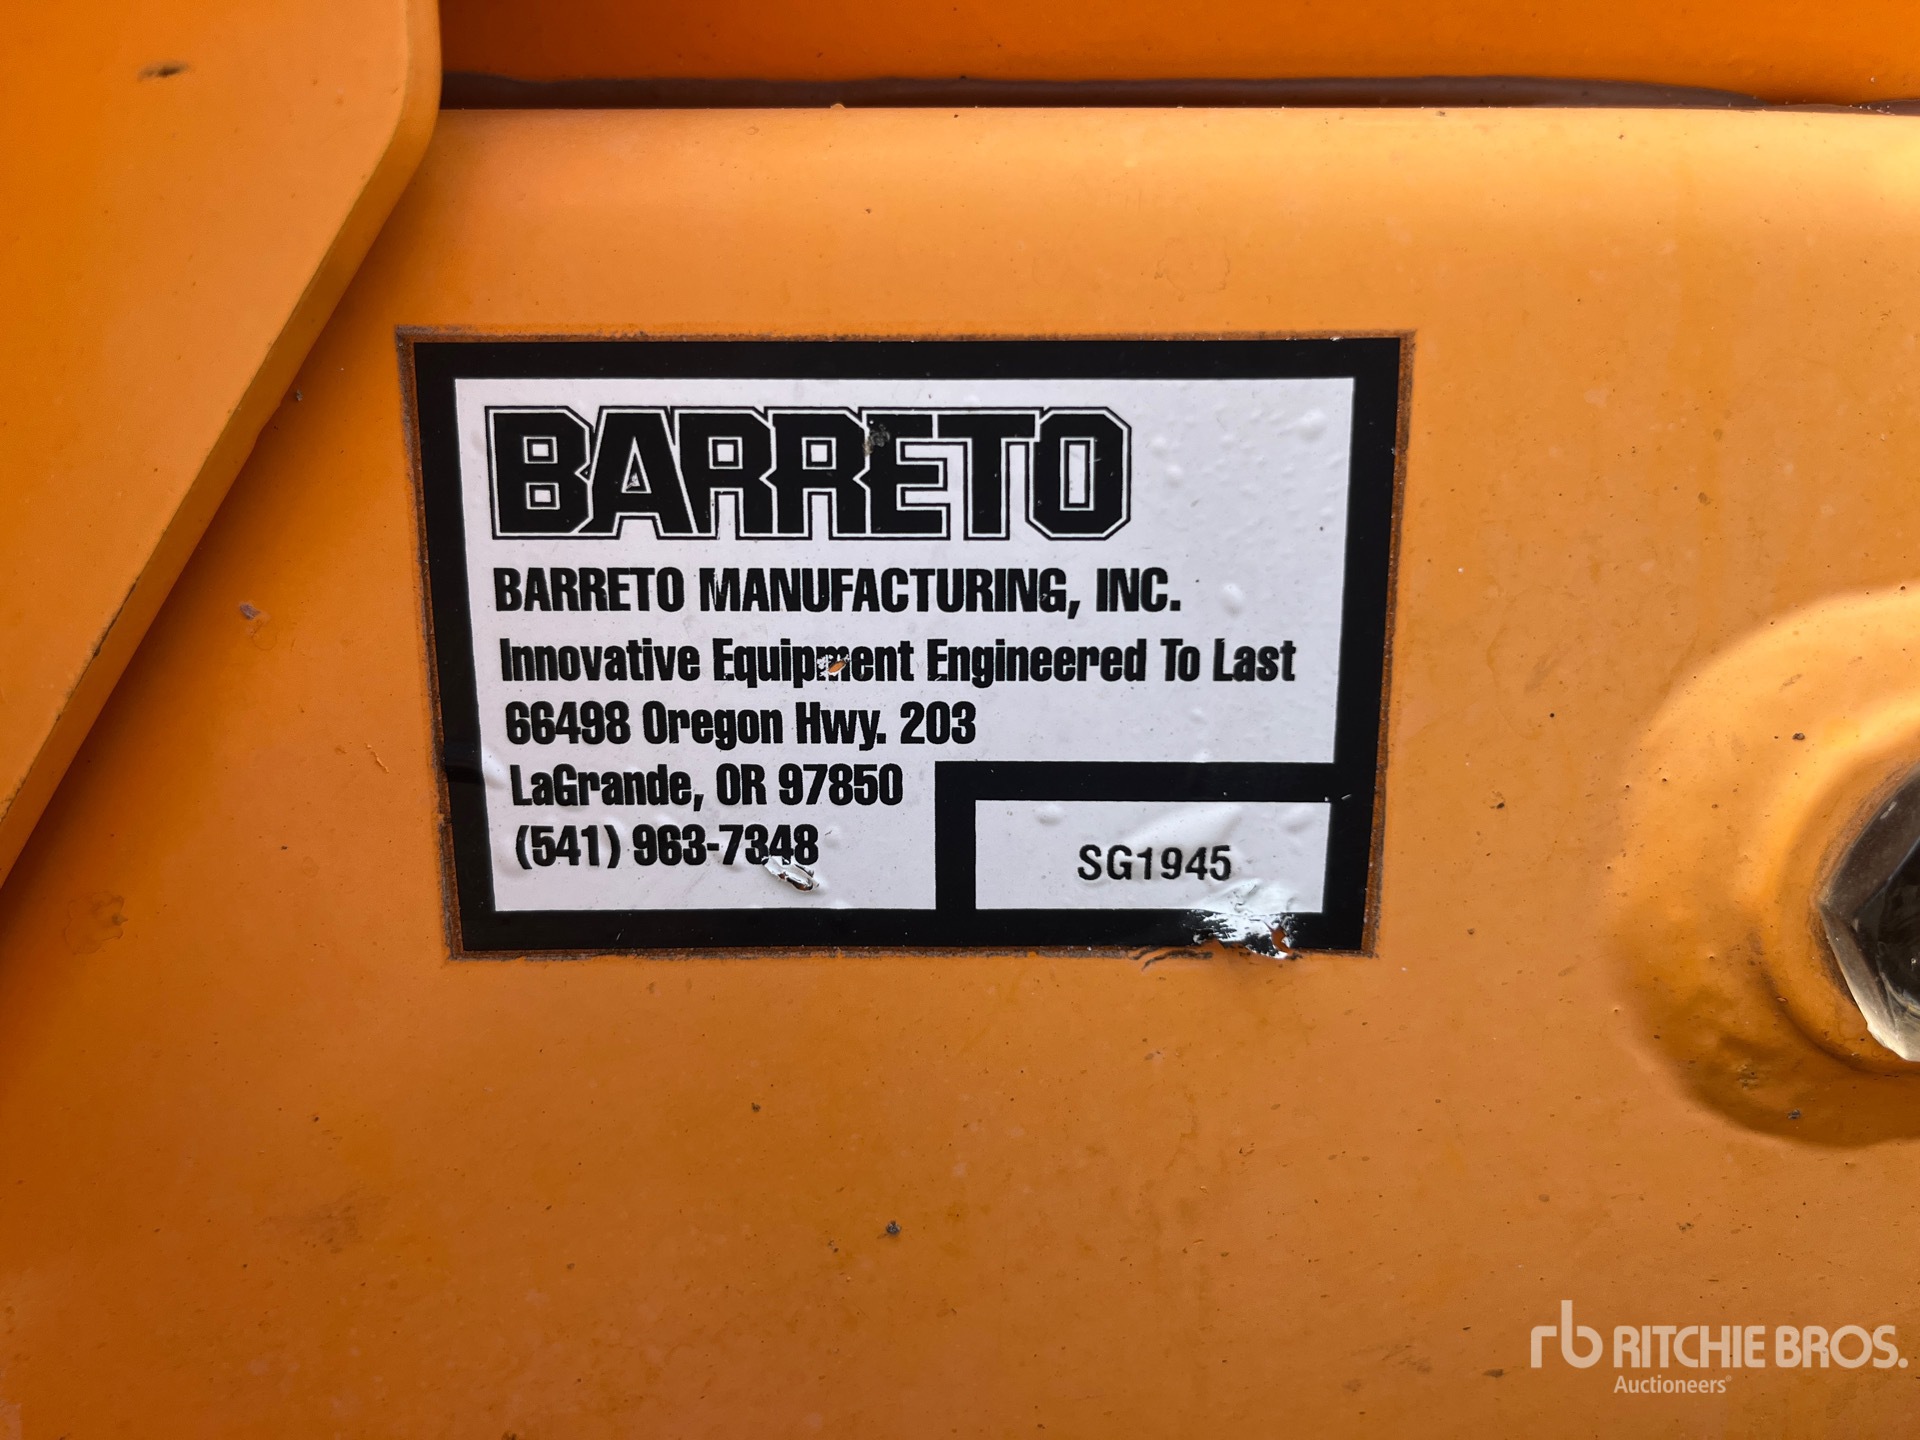 BARRETO
BARRETO MANUFACTURING, INC.
Innovative Equipment Engineered To Last
66498 Oregon Hwy. 203
LaGrande, OR 97850
(541) 963-7348
SG1945
rb RITCHIE BROS.
Auctioneers